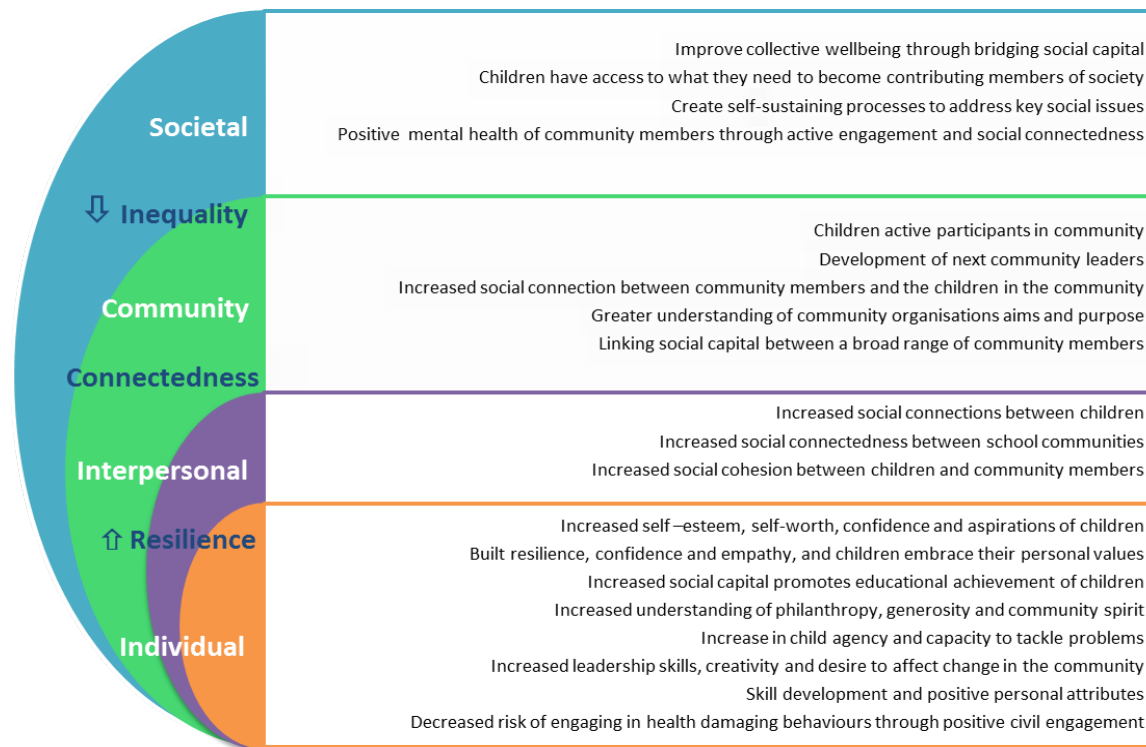 Societal
Improve collective wellbeing through bridging social capital
Children have access to what they need to become contributing members of society
Create self-sustaining processes to address key social issues
Positive mental health of community members through active engagement and social connectedness
⇩ Inequality
Community
Children active participants in community
Development of next community leaders
Increased social connection between community members and the children in the community
Greater understanding of community organisations aims and purpose
Linking social capital between a broad range of community members
Connectedness
Interpersonal
Increased social connections between children
Increased social connectedness between school communities
Increased social cohesion between children and community members
⇧ Resilience
Individual
Increased self –esteem, self-worth, confidence and aspirations of children
Built resilience, confidence and empathy, and children embrace their personal values
Increased social capital promotes educational achievement of children
Increased understanding of philanthropy, generosity and community spirit
Increase in child agency and capacity to tackle problems
Increased leadership skills, creativity and desire to affect change in the community
Skill development and positive personal attributes
Decreased risk of engaging in health damaging behaviours through positive civil engagement